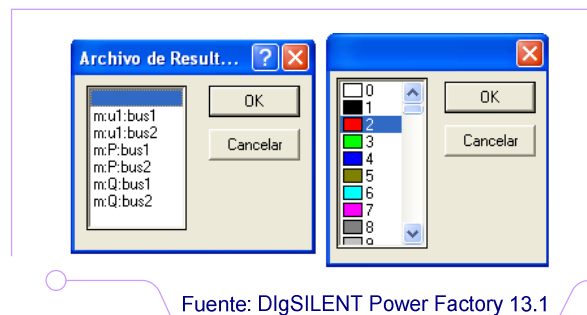 Archivo de Result...
m:u1:bus1
m:u1:bus2
m:P:bus1
m:P:bus2
m:Q:bus1
m:Q:bus2
OK
Cancelar
0
1
2
3
4
5
6
7
8
9
OK
Cancelar
Fuente: DIgSILENT Power Factory 13.1